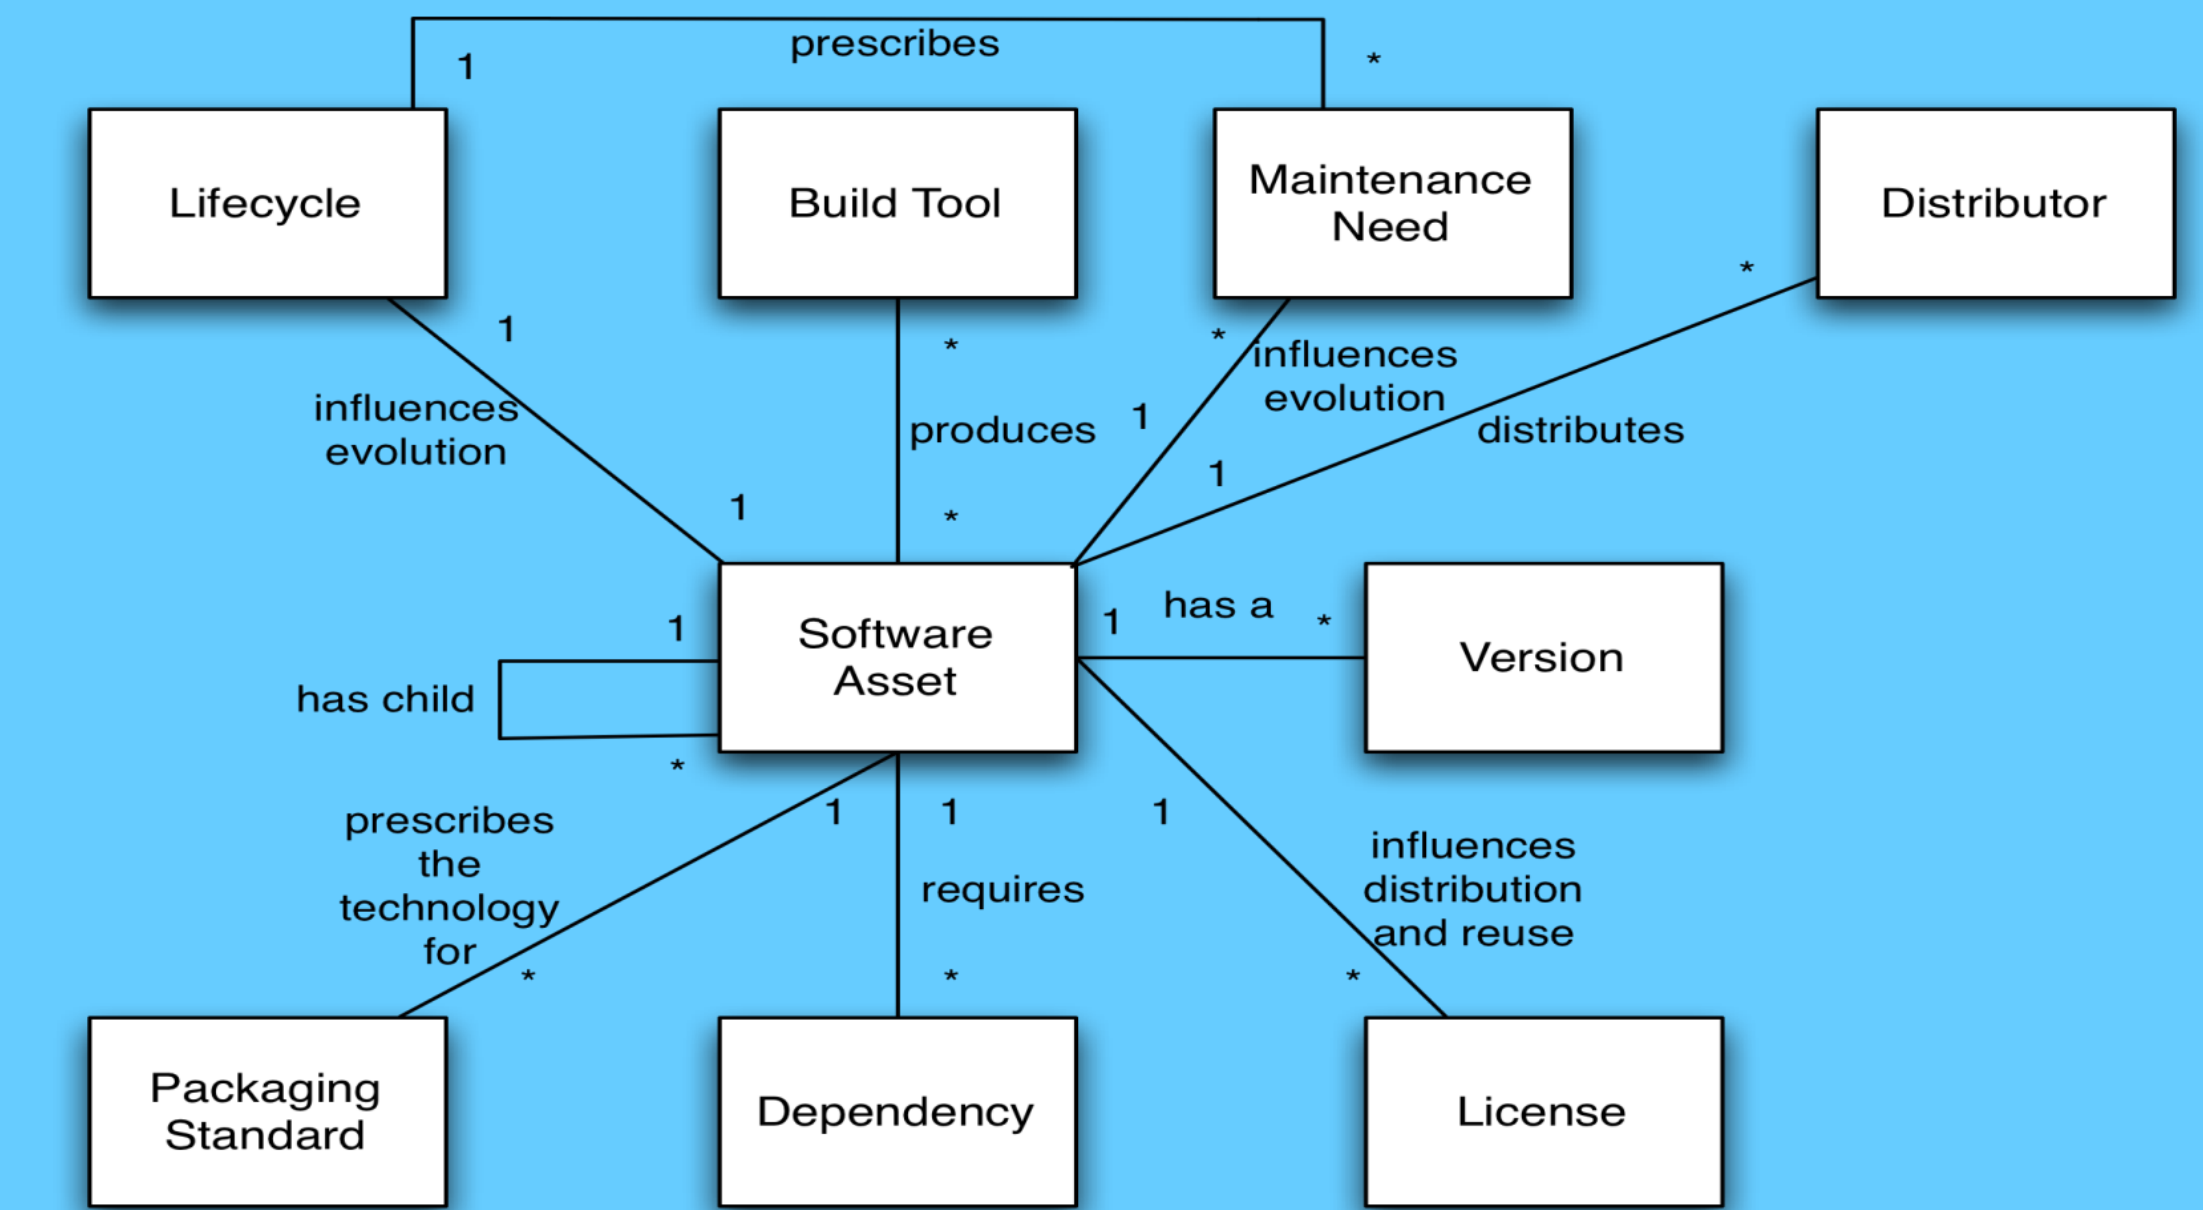 prescribes
1
*
Lifecycle
Build Tool
Maintenance
Need
Distributor
*
1
*
*
influences
evolution
influences
evolution
produces
1
distributes
1
1
*
Software
Asset
1
has child
*
1
has a
*
Version
prescribes
the
technology
for
1
*
1
requires
*
1
influences
distribution
and reuse
*
Packaging
Standard
Dependency
License